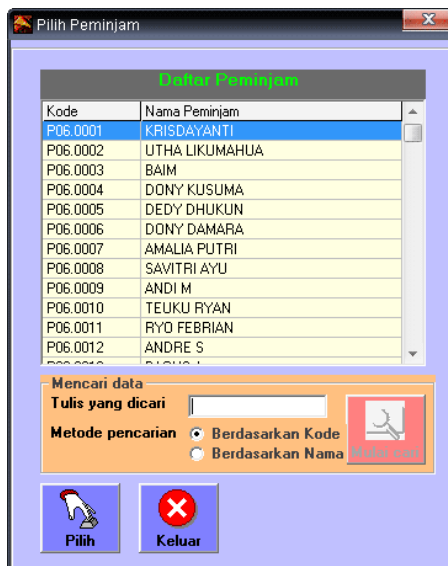 Pilih Peminjam
Daftar Peminjam
Kode Nama Peminjam
P06.0001 KRISDAYANTI
P06.0002 UTHA LIKUMAHUA
P06.0003 BAIM
P06.0004 DONY KUSUMA
P06.0005 DEDY DHUKUN
P06.0006 DONY DAMARA
P06.0007 AMALIA PUTRI
P06.0008 SAVITRI AYU
P06.0009 ANDI M
P06.0010 TEUKU RYAN
P06.0011 RYO FEBRIAN
P06.0012 ANDRE S
Mencari data
Tulis yang dicari
Metode pencarian Berdasarkan Kode
Berdasarkan Nama Mulai cari
Pilih Keluar